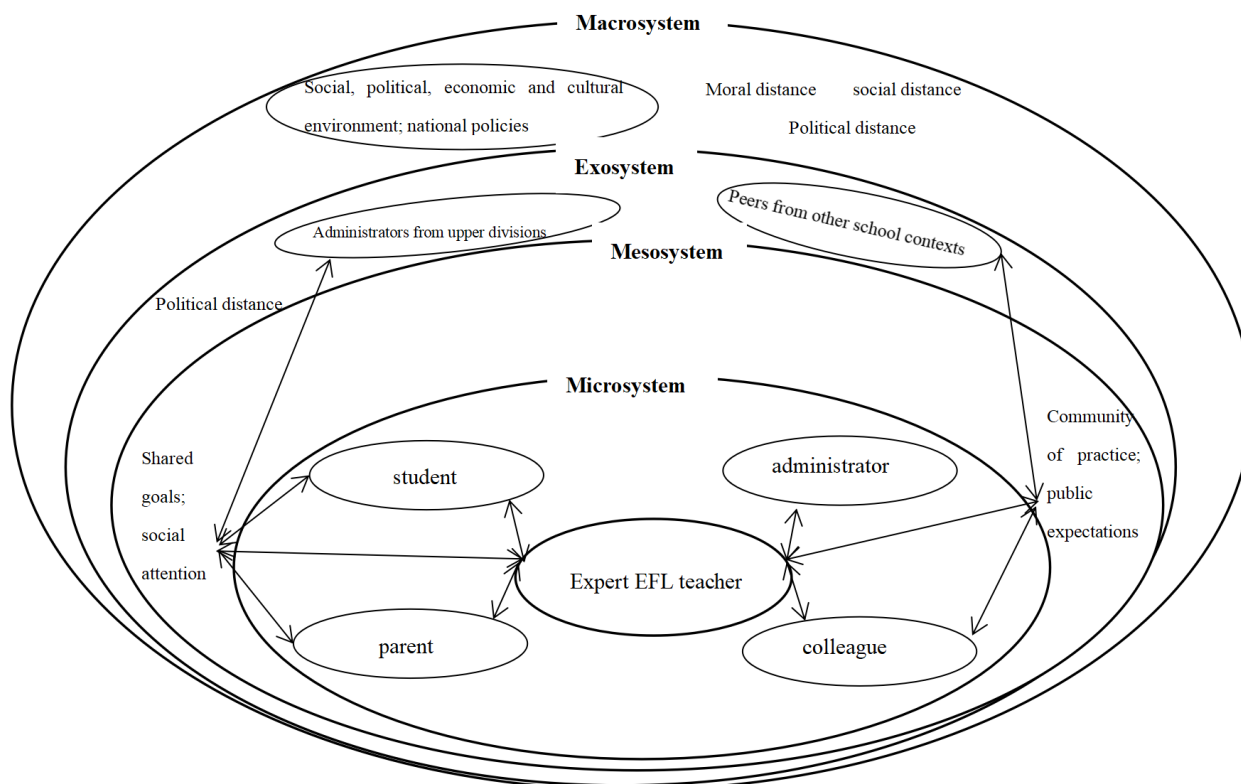 Macrosystem
Social, political, economic and cultural
environment; national policies
Moral distance social distance
Political distance
Exosystem
Administrators from upper divisions
Peers from other school contexts
Mesosystem
Political distance
Microsystem
Shared
goals;
social
attention
student
administrator
Community
of practice;
public
expectations
Expert EFL teacher
parent
colleague